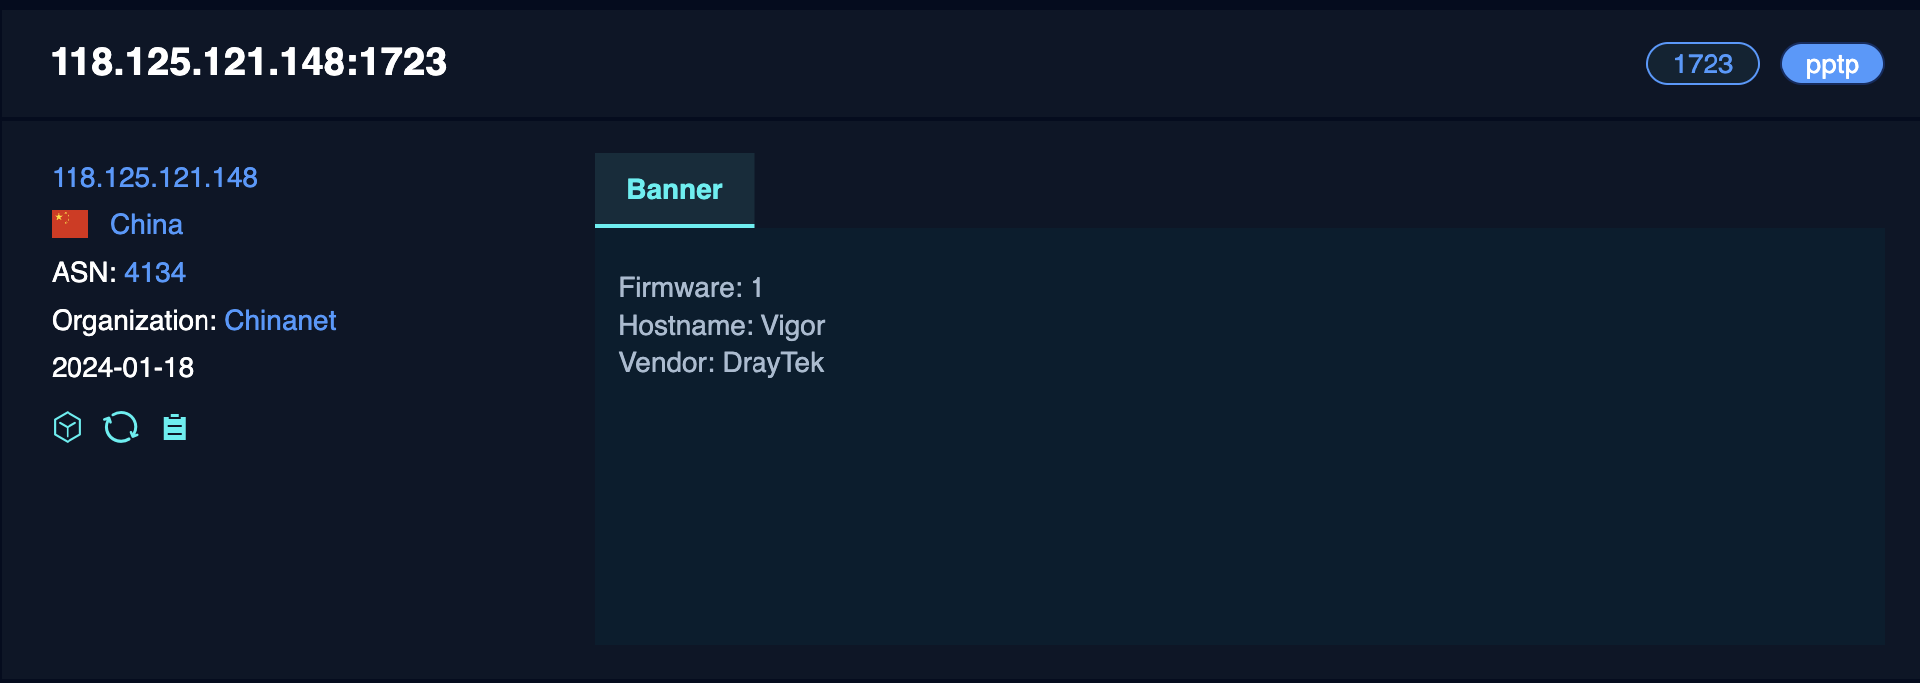 118.125.121.148:1723
1723 pptp
118.125.121.148
China
ASN: 4134
Organization: Chinanet
2024-01-18
Banner
Firmware: 1
Hostname: Vigor
Vendor: DrayTek